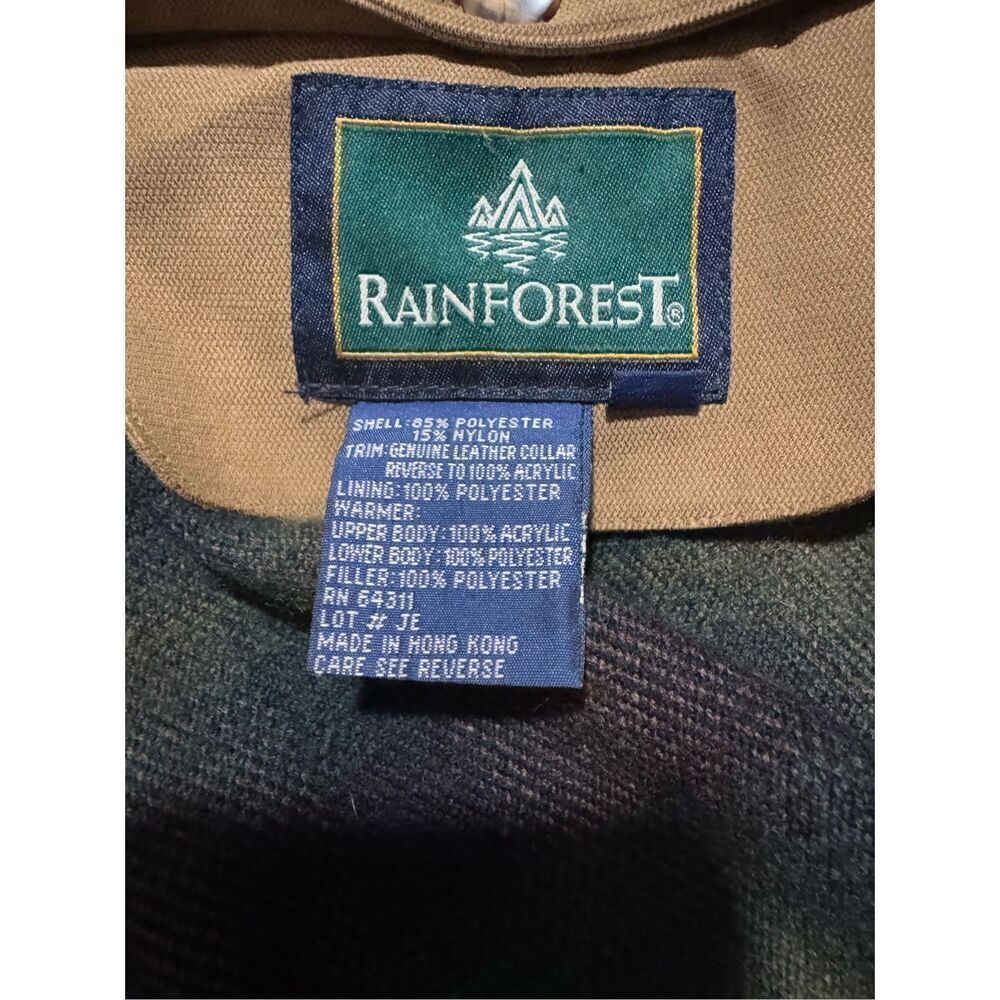 RAINFOREST®
SHELL: 85% POLYESTER
15% NYLON
TRIM: GENUINE LEATHER COLLAR
REVERSE TO 100% ACRYLIC
LINING: 100% POLYESTER
WARMER:
UPPER BODY: 100% ACRYLIC
LOWER BODY: 100% POLYESTER
FILLER: 100% POLYESTER
RN 64311
LOT # JE
MADE IN HONG KONG
CARE SEE REVERSE